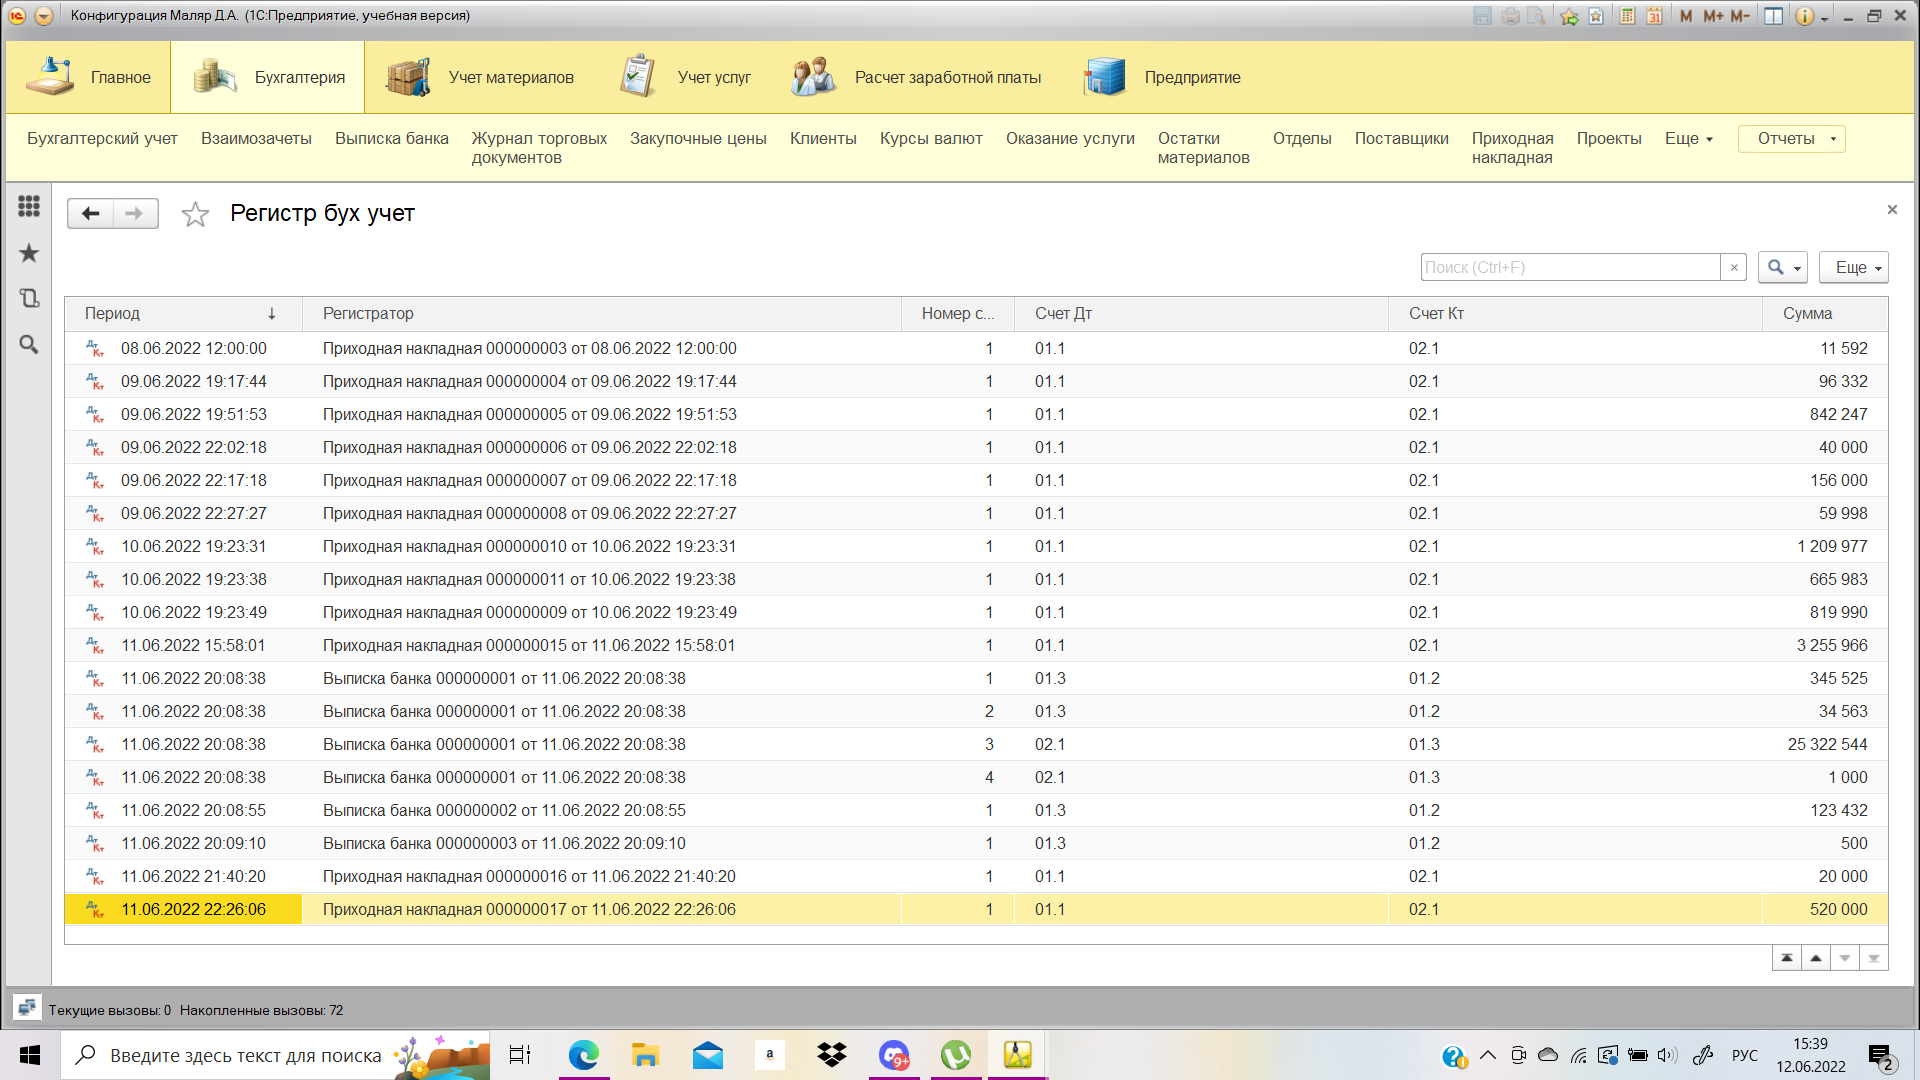 Конфигурация Маляр Д.А. (1С:Предприятие, учебная версия)
M M+ M-
Главное
Бухгалтерия
Учет материалов
Учет услуг
Расчет заработной платы
Предприятие
Бухгалтерский учет Взаимозачеты Выписка банка Журнал торговых документов Закупочные цены Клиенты Курсы валют Оказание услуги Остатки материалов Отделы Поставщики Приходная накладная Проекты Еще Отчеты
Регистр бух учет
Поиск (Ctrl+F) × Еще
Период ↓ Регистратор Номер с... Счет Дт Счет Кт Сумма
08.06.2022 12:00:00 Приходная накладная 000000003 от 08.06.2022 12:00:00 1 01.1 02.1 11 592
09.06.2022 19:17:44 Приходная накладная 000000004 от 09.06.2022 19:17:44 1 01.1 02.1 96 332
09.06.2022 19:51:53 Приходная накладная 000000005 от 09.06.2022 19:51:53 1 01.1 02.1 842 247
09.06.2022 22:02:18 Приходная накладная 000000006 от 09.06.2022 22:02:18 1 01.1 02.1 40 000
09.06.2022 22:17:18 Приходная накладная 000000007 от 09.06.2022 22:17:18 1 01.1 02.1 156 000
09.06.2022 22:27:27 Приходная накладная 000000008 от 09.06.2022 22:27:27 1 01.1 02.1 59 998
10.06.2022 19:23:31 Приходная накладная 000000010 от 10.06.2022 19:23:31 1 01.1 02.1 1 209 977
10.06.2022 19:23:38 Приходная накладная 000000011 от 10.06.2022 19:23:38 1 01.1 02.1 665 983
10.06.2022 19:23:49 Приходная накладная 000000009 от 10.06.2022 19:23:49 1 01.1 02.1 819 990
11.06.2022 15:58:01 Приходная накладная 000000015 от 11.06.2022 15:58:01 1 01.1 02.1 3 255 966
11.06.2022 20:08:38 Выписка банка 000000001 от 11.06.2022 20:08:38 1 01.3 01.2 345 525
11.06.2022 20:08:38 Выписка банка 000000001 от 11.06.2022 20:08:38 2 01.3 01.2 34 563
11.06.2022 20:08:38 Выписка банка 000000001 от 11.06.2022 20:08:38 3 02.1 01.3 25 322 544
11.06.2022 20:08:38 Выписка банка 000000001 от 11.06.2022 20:08:38 4 02.1 01.3 1 000
11.06.2022 20:08:55 Выписка банка 000000002 от 11.06.2022 20:08:55 1 01.3 01.2 123 432
11.06.2022 20:09:10 Выписка банка 000000003 от 11.06.2022 20:09:10 1 01.3 01.2 500
11.06.2022 21:40:20 Приходная накладная 000000016 от 11.06.2022 21:40:20 1 01.1 02.1 20 000
11.06.2022 22:26:06 Приходная накладная 000000017 от 11.06.2022 22:26:06 1 01.1 02.1 520 000
Текущие вызовы: 0 Накопленные вызовы: 72
Введите здесь текст для поиска
a
9+
РУС
15:39
12.06.2022
2